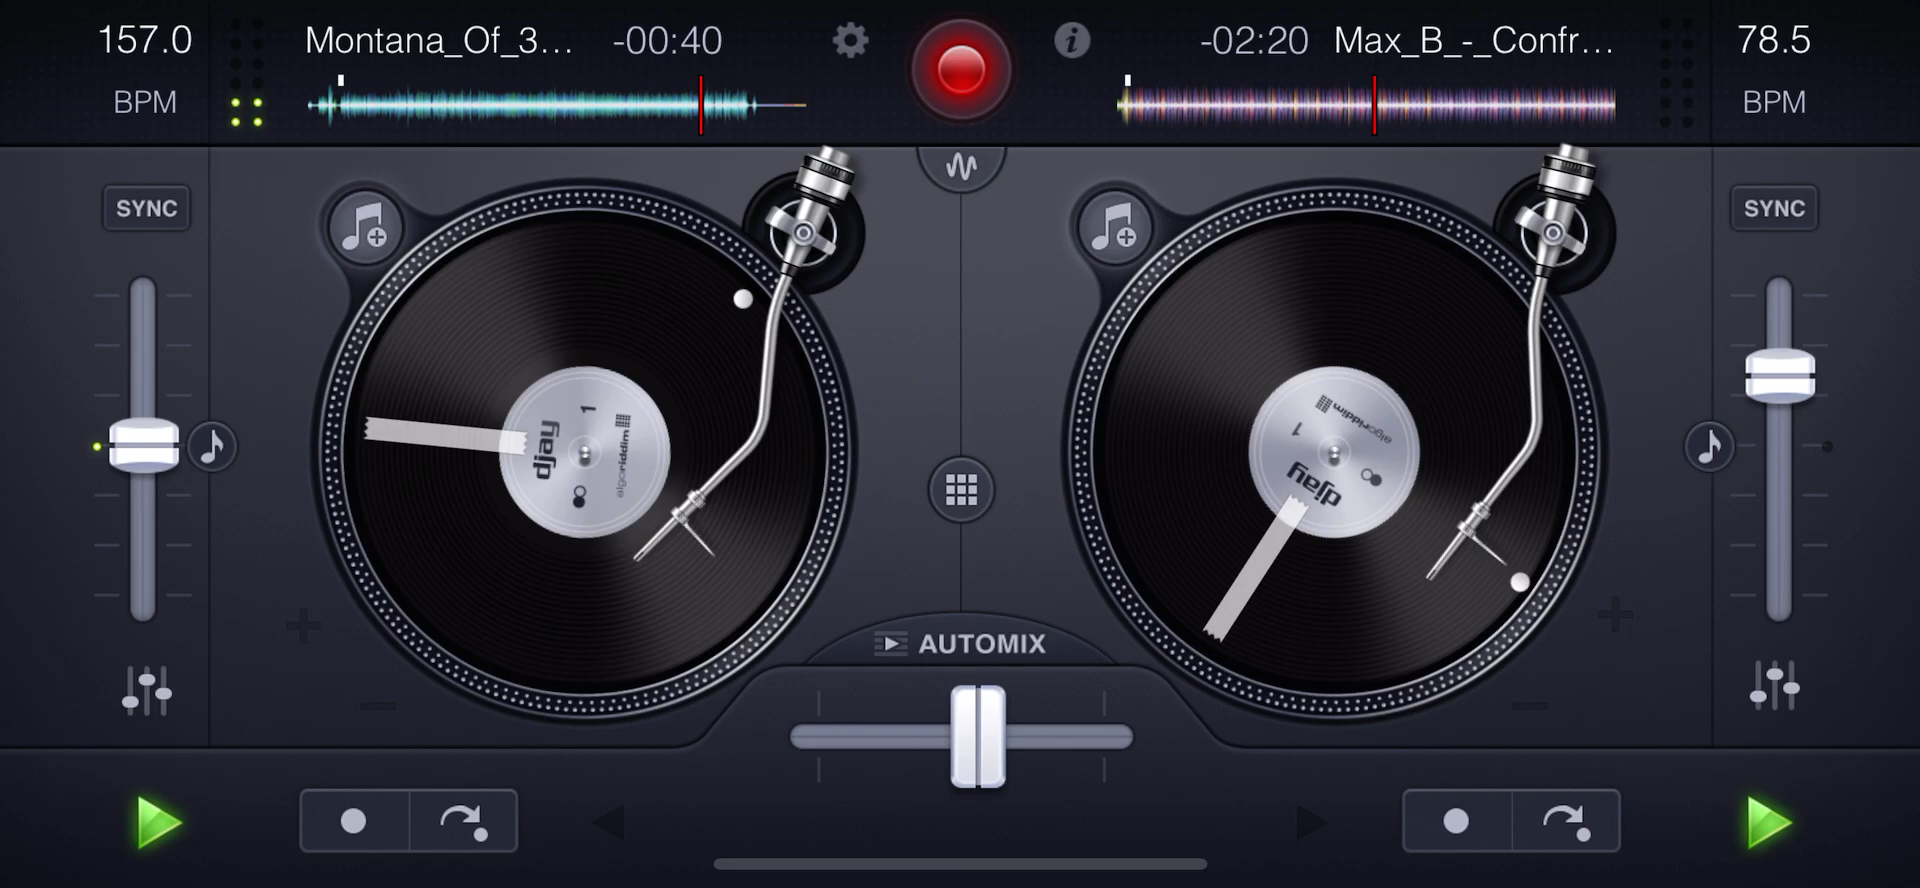 157.0
BPM
Montana_Of_3...
-00:40
-02:20
Max_B_-_Confr...
78.5
BPM
SYNC
SYNC
djay
1
algoriddim
djay
1
algoriddim
AUTOMIX